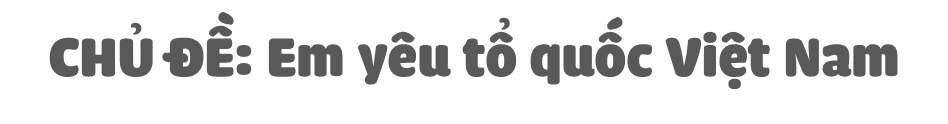 CHỦ ĐỀ: Em yêu tổ quốc Việt Nam